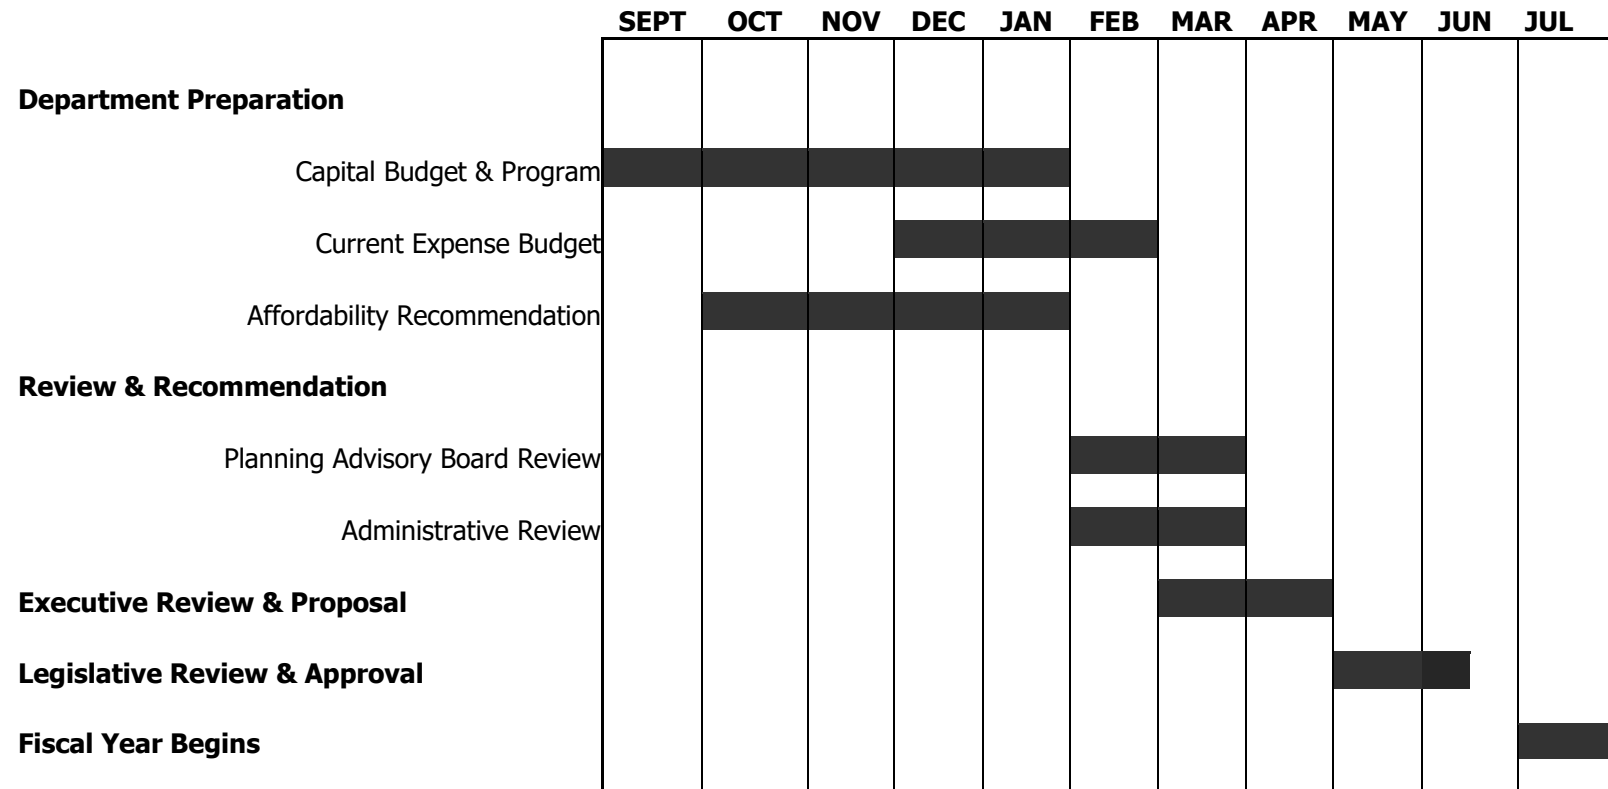 SEPT OCT NOV DEC JAN FEB MAR APR MAY JUN JUL
Department Preparation
Capital Budget & Program
Current Expense Budget
Affordability Recommendation
Review & Recommendation
Planning Advisory Board Review
Administrative Review
Executive Review & Proposal
Legislative Review & Approval
Fiscal Year Begins